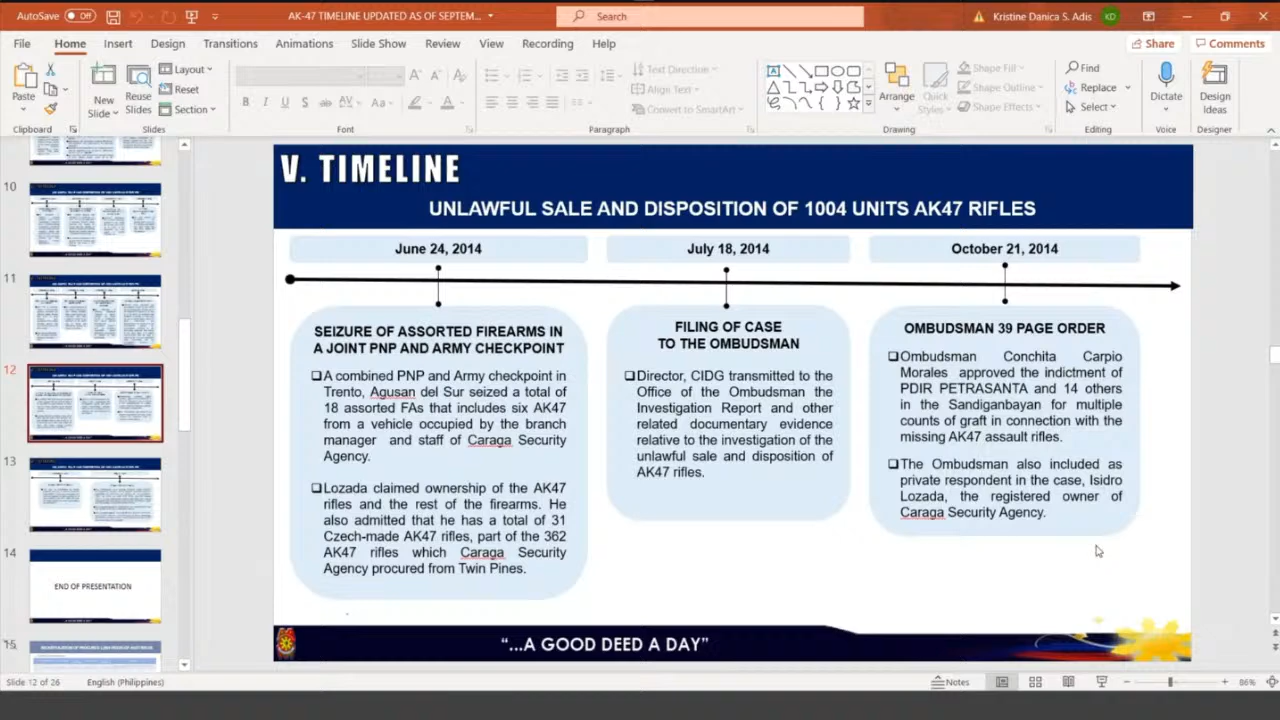 AutoSave Off
AK-47 TIMELINE UPDATED AS OF SEPTEM...
Search
Kristine Danica S. Adis
KD
File Home Insert Design Transitions Animations Slide Show Review View Recording Help
Share
Comments
Paste
New Slide
Reuse Slides
Layout
Reset
Section
Text Direction
Align Text
Convert to SmartArt
Arrange
Quick Styles
Shape Fill
Shape Outline
Shape Effects
Find
Replace
Select
Dictate
Design Ideas
Clipboard Slides Font Paragraph Drawing Editing Voice Designer
10
11
12
13
14
END OF PRESENTATION
15
V. TIMELINE
UNLAWFUL SALE AND DISPOSITION OF 1004 UNITS AK47 RIFLES
June 24, 2014
July 18, 2014
October 21, 2014
SEIZURE OF ASSORTED FIREARMS IN
A JOINT PNP AND ARMY CHECKPOINT
A combined PNP and Army checkpoint in
Trento, Agusan del Sur seized a total of
18 assorted FAs that includes six AK47
from a vehicle occupied by the branch
manager and staff of Caraga Security
Agency.
Lozada claimed ownership of the AK47
rifles and the rest of the firearms. He
also admitted that he has a total of 31
Czech-made AK47 rifles, part of the 362
AK47 rifles which Caraga Security
Agency procured from Twin Pines.
FILING OF CASE
TO THE OMBUDSMAN
Director, CIDG transmitted to the
Office of the Ombudsman the
Investigation Report and other
related documentary evidence
relative to the investigation of the
unlawful sale and disposition of
AK47 rifles.
OMBUDSMAN 39 PAGE ORDER
Ombudsman Conchita Carpio
Morales approved the indictment of
PDIR PETRASANTA and 14 others
in the Sandiganbayan for multiple
counts of graft in connection with the
missing AK47 assault rifles.
The Ombudsman also included as
private respondent in the case, Isidro
Lozada, the registered owner of
Caraga Security Agency.
“...A GOOD DEED A DAY”
Slide 12 of 26
English (Philippines)
Notes
86%